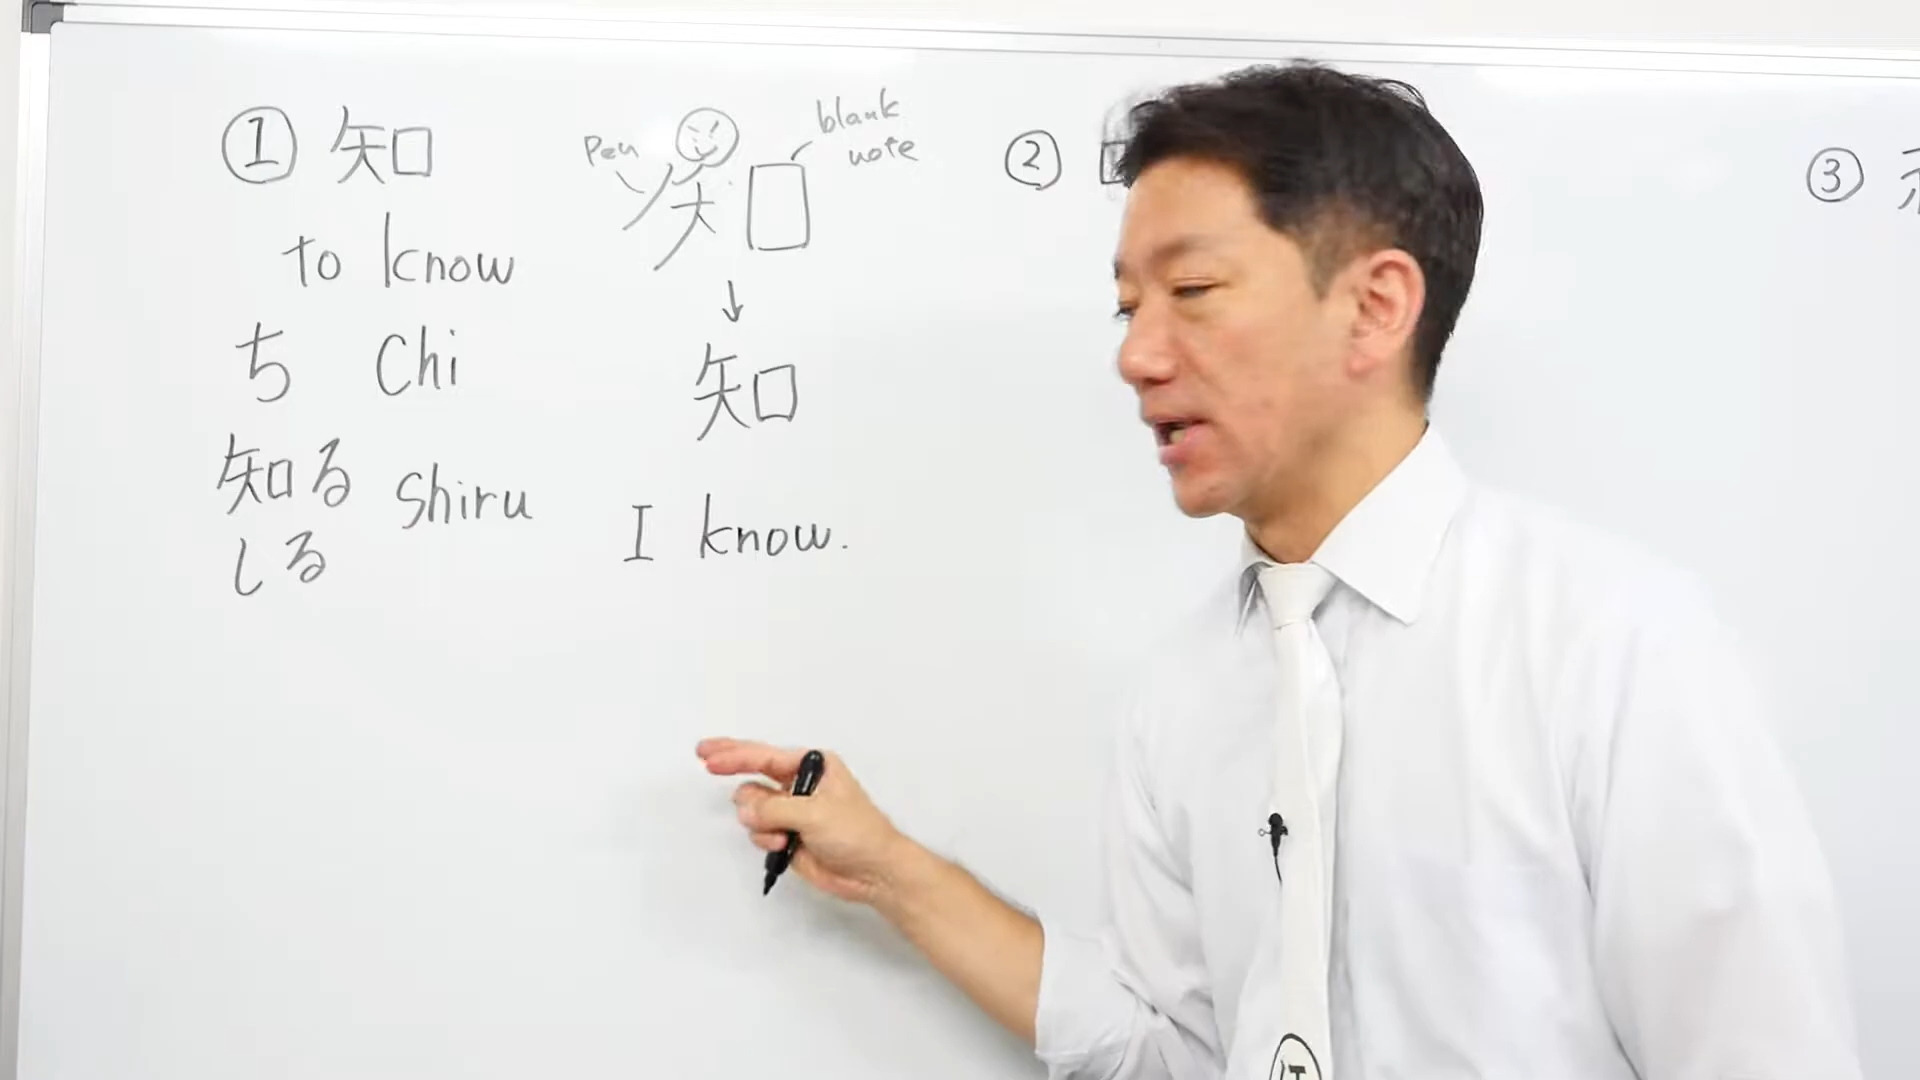 ① 知
to know
ち Chi
知る shiru
しる
Pen
blank
note
知
I know.
②
③